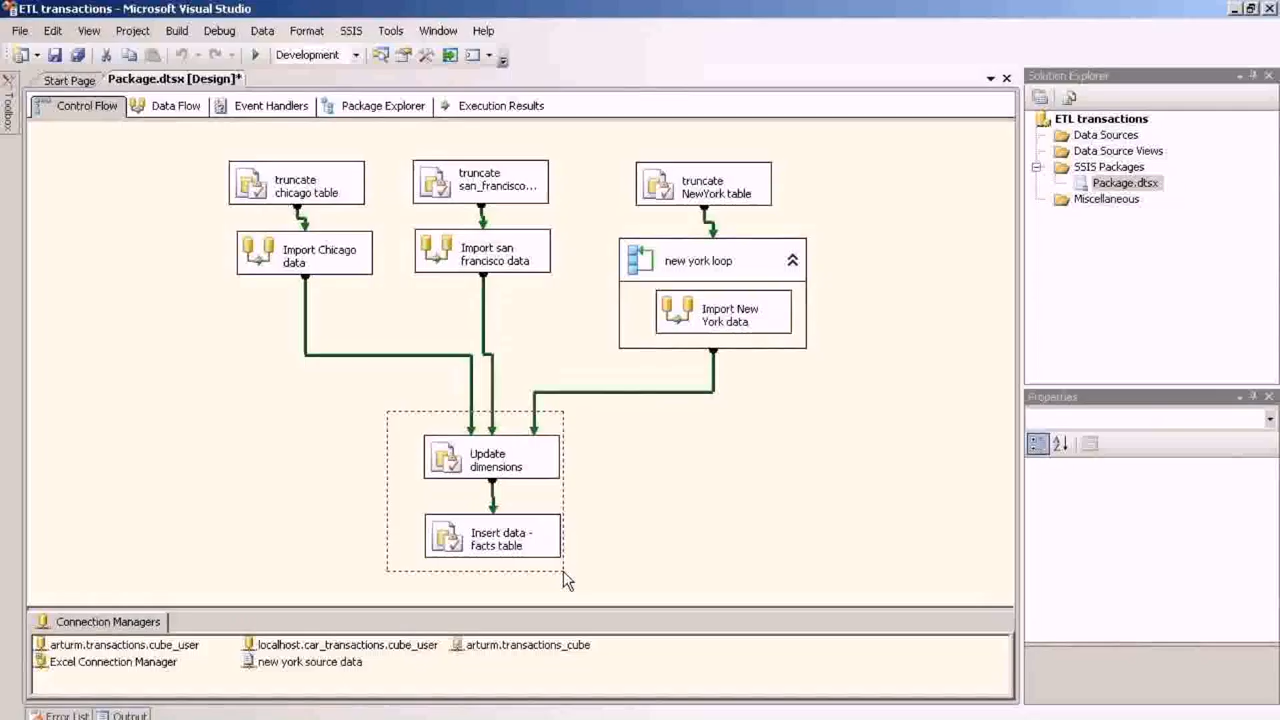 ETL transactions - Microsoft Visual Studio
File Edit View Project Build Debug Data Format SSIS Tools Window Help
Development
Start Page Package.dtsx [Design]*
Control Flow Data Flow Event Handlers Package Explorer Execution Results
Toolbox
truncate
chicago table
truncate
san_francisco...
truncate
NewYork table
Import Chicago
data
Import san
francisco data
new york loop
Import New
York data
Update
dimensions
Insert data -
facts table
Connection Managers
arturm.transactions.cube_user localhost.car_transactions.cube_user arturm.transactions_cube
Excel Connection Manager new york source data
Error List Output
Solution Explorer
ETL transactions
Data Sources
Data Source Views
SSIS Packages
Package.dtsx
Miscellaneous
Properties